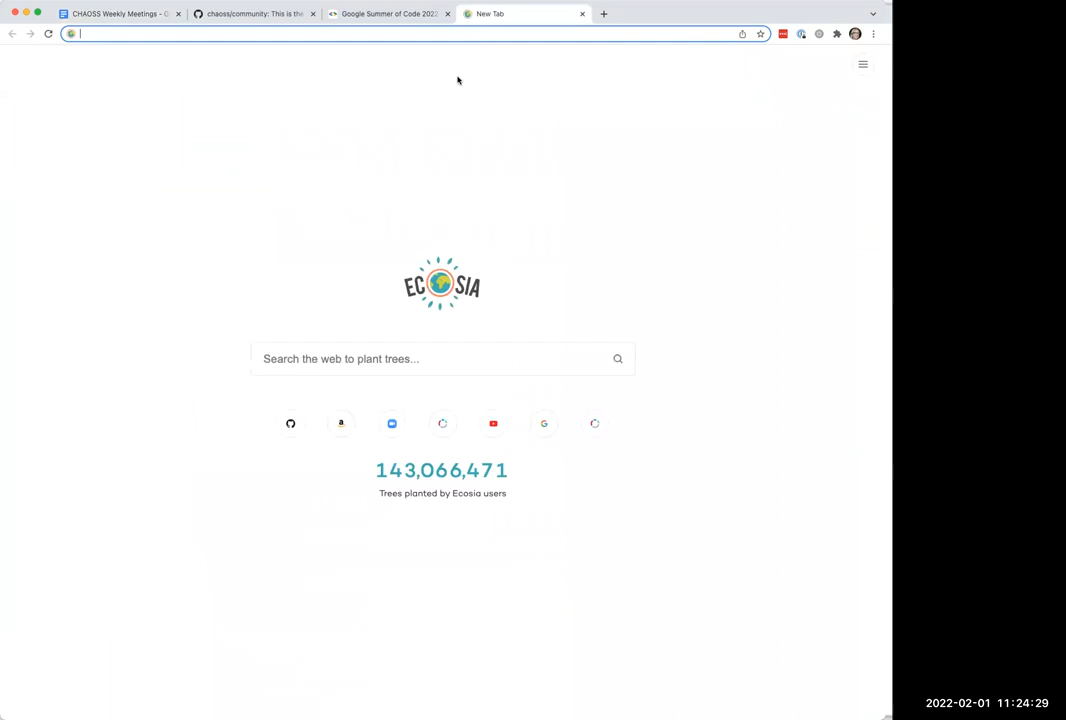 CHAOSS Weekly Meetings - G
chaoss/community: This is the
Google Summer of Code 2022
New Tab
ECOSIA
Search the web to plant trees...
143,066,471
Trees planted by Ecosia users
2022-02-01 11:24:29